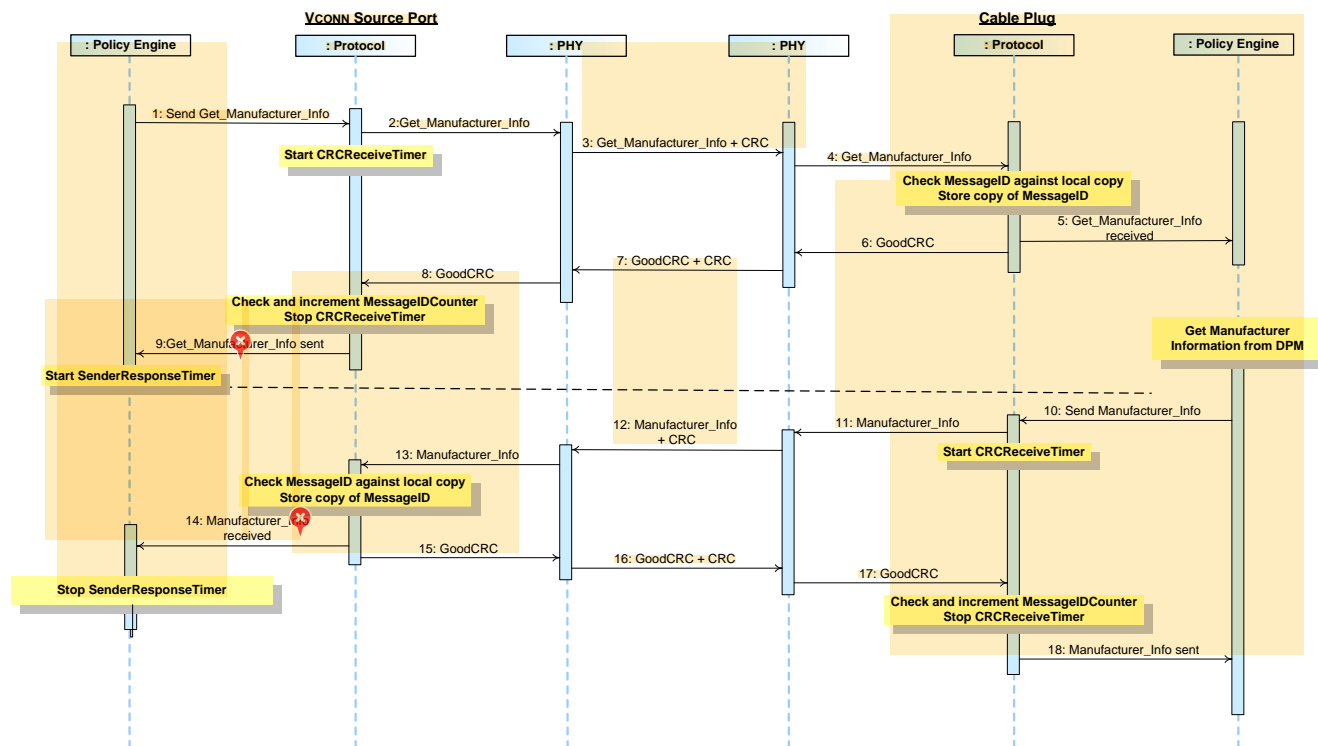 VCONN Source Port
Cable Plug
: Policy Engine
: Protocol
: PHY
: PHY
: Protocol
: Policy Engine
1: Send Get_Manufacturer_Info
2:Get_Manufacturer_Info
Start CRCReceiveTimer
3: Get_Manufacturer_Info + CRC
4: Get_Manufacturer_Info
Check MessageID against local copy
Store copy of MessageID
5: Get_Manufacturer_Info
received
6: GoodCRC
7: GoodCRC + CRC
8: GoodCRC
Check and increment MessageIDCounter
Stop CRCReceiveTimer
9:Get_Manufacturer_Info sent
Start SenderResponseTimer
Get Manufacturer
Information from DPM
10: Send Manufacturer_Info
11: Manufacturer_Info
Start CRCReceiveTimer
12: Manufacturer_Info
+ CRC
13: Manufacturer_Info
Check MessageID against local copy
Store copy of MessageID
14: Manufacturer_Info
received
15: GoodCRC
16: GoodCRC + CRC
17: GoodCRC
Stop SenderResponseTimer
Check and increment MessageIDCounter
Stop CRCReceiveTimer
18: Manufacturer_Info sent